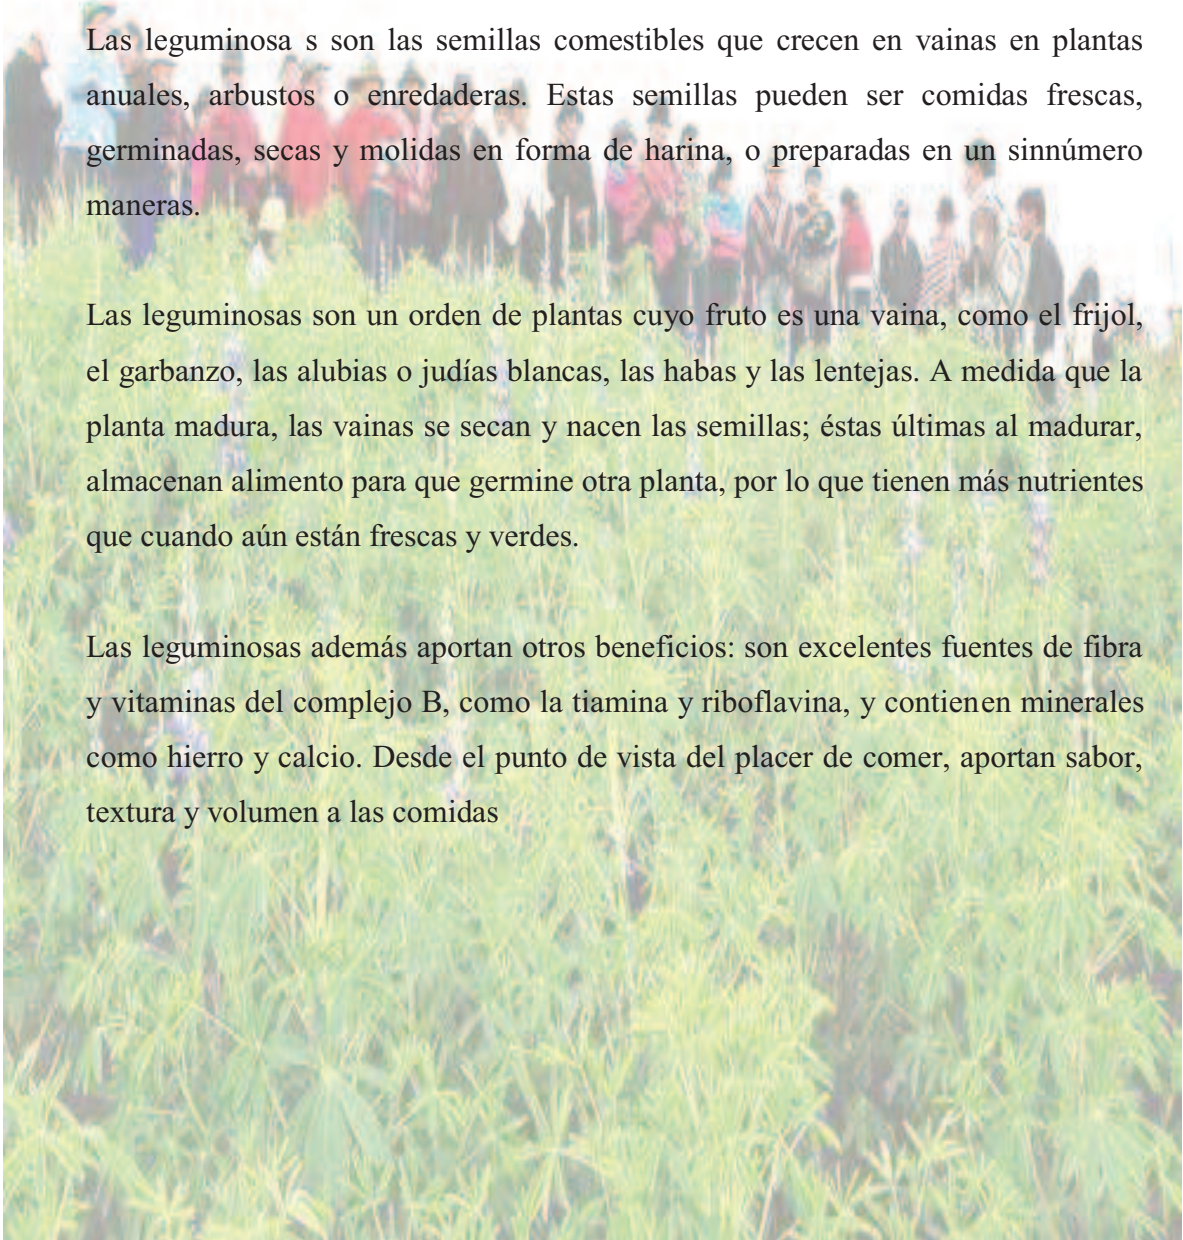 Las leguminosa s son las semillas comestibles que crecen en vainas en plantas
anuales, arbustos o enredaderas. Estas semillas pueden ser comidas frescas,
germinadas, secas y molidas en forma de harina, o preparadas en un sinnúmero
maneras.
Las leguminosas son un orden de plantas cuyo fruto es una vaina, como el frijol,
el garbanzo, las alubias o judías blancas, las habas y las lentejas. A medida que la
planta madura, las vainas se secan y nacen las semillas; éstas últimas al madurar,
almacenan alimento para que germine otra planta, por lo que tienen más nutrientes
que cuando aún están frescas y verdes.
Las leguminosas además aportan otros beneficios: son excelentes fuentes de fibra
y vitaminas del complejo B, como la tiamina y riboflavina, y contienen minerales
como hierro y calcio. Desde el punto de vista del placer de comer, aportan sabor,
textura y volumen a las comidas